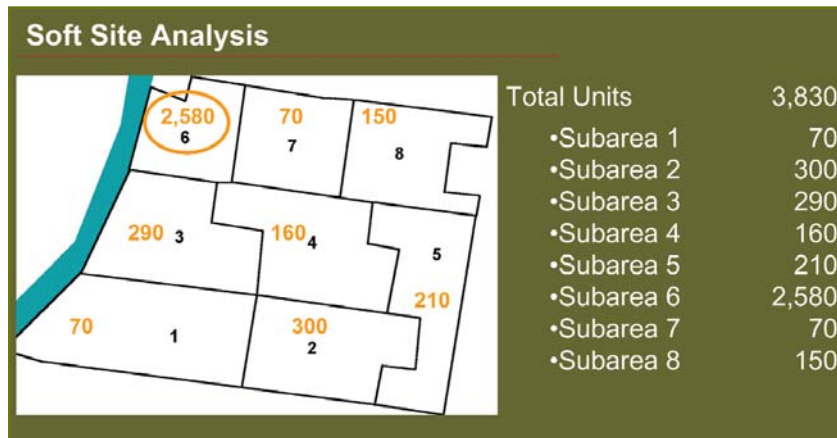 Soft Site Analysis
2,580
6
70
7
150
8
290
3
160
4
5
210
70
1
300
2
Total Units 3,830
•Subarea 1 70
•Subarea 2 300
•Subarea 3 290
•Subarea 4 160
•Subarea 5 210
•Subarea 6 2,580
•Subarea 7 70
•Subarea 8 150